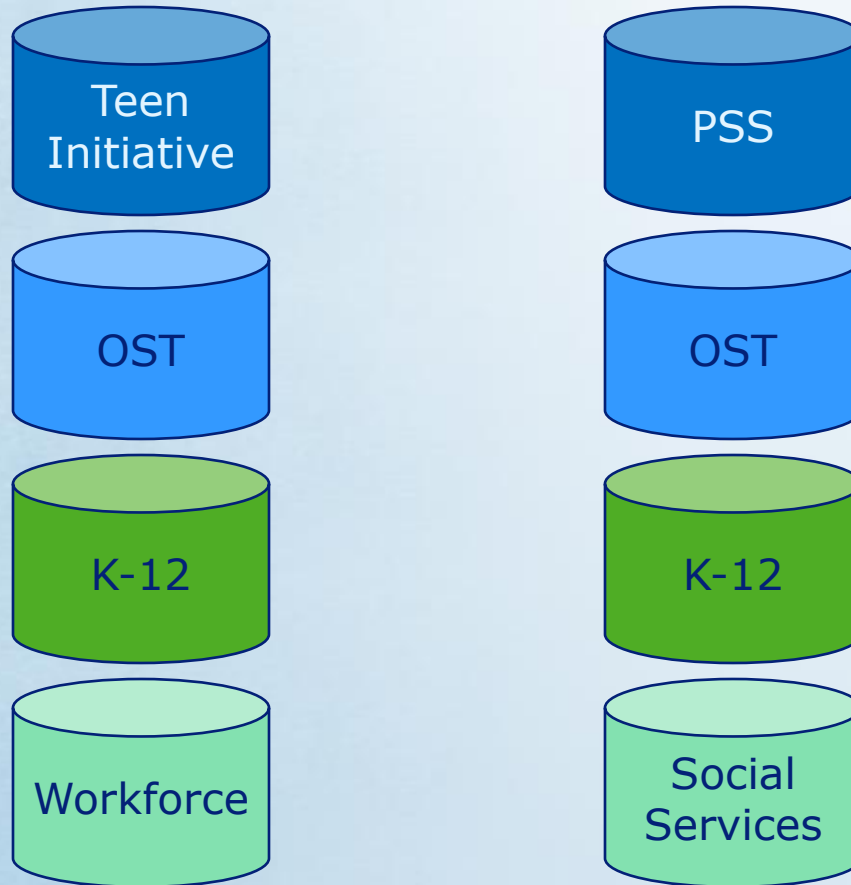 Teen
Initiative
PSS
OST
OST
K-12
K-12
Workforce
Social
Services